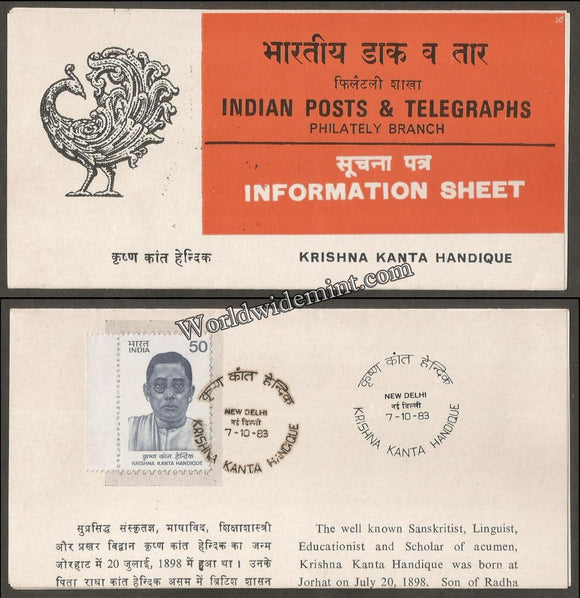 भारतीय डाक व तार
फिलैटली शाखा
INDIAN POSTS & TELEGRAPHS
PHILATELY BRANCH
सूचना पत्र
INFORMATION SHEET
कृष्ण कांत हेन्दिक
KRISHNA KANTA HANDIQUE
Worldwidemint.com
भारत
INDIA
50
कृष्ण कांत हेन्दिक
KRISHNA KANTA HANDIQUE
कृष्ण कांत हेन्दिक
NEW DELHI
नई दिल्ली
7-10-83
KRISHNA KANTA HANDIQUE
कृष्ण कांत हेन्दिक
NEW DELHI
नई दिल्ली
7-10-83
KRISHNA KANTA HANDIQUE
सुप्रसिद्ध संस्कृतज्ञ, भाषाविद, शिक्षाशास्त्री
और प्रखर विद्वान कृष्ण कांत हेन्दिक का जन्म
जोरहाट में 20 जुलाई, 1898 में हुआ था। उनके
पिता राधा कांत हेन्दिक असम में ब्रिटिश शासन
The well known Sanskritist, Linguist,
Educationist and Scholar of acumen,
Krishna Kanta Handique was born at
Jorhat on July 20, 1898. Son of Radha